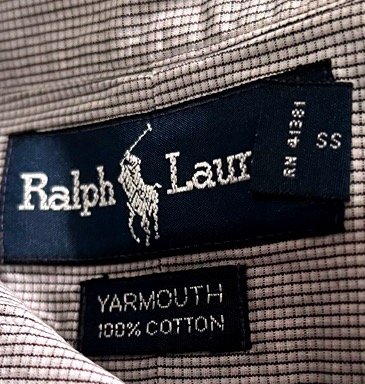 Ralph Laur
RN 41381
SS
YARMOUTH
100% COTTON